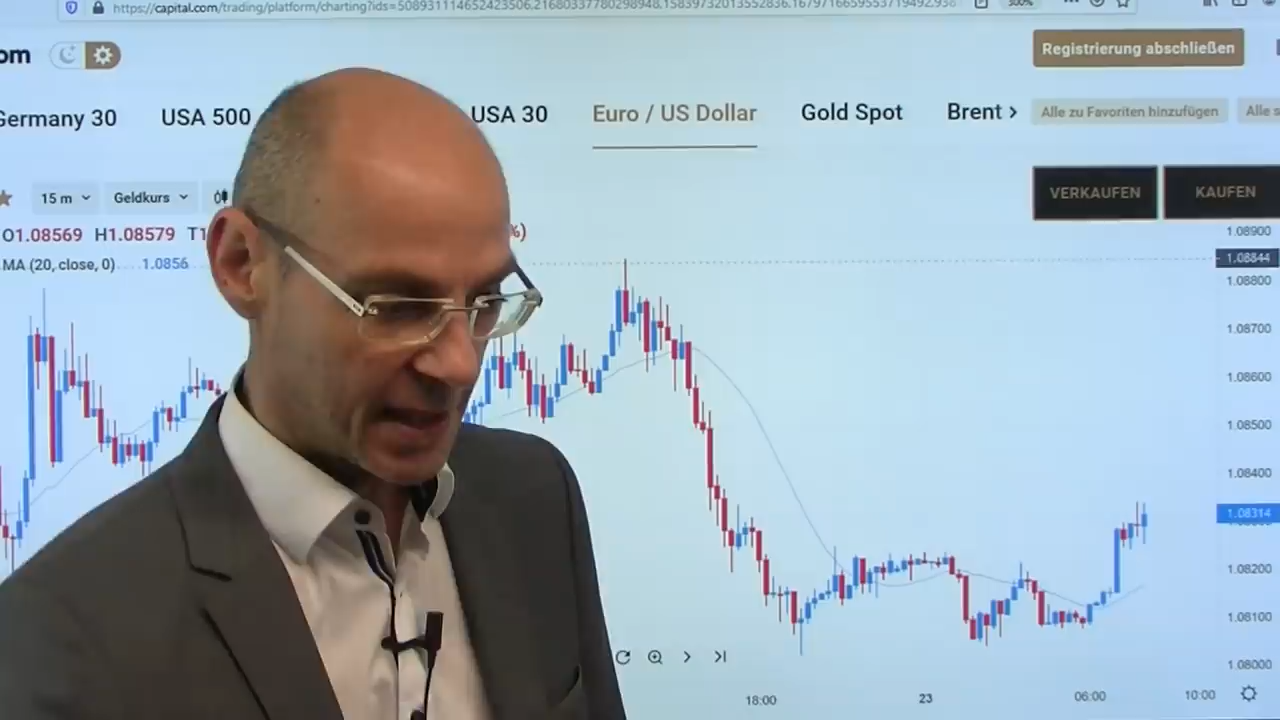 https://capital.com/trading/platform/charting?ids=
300%
om
Registrierung abschließen
Germany 30
USA 500
USA 30
Euro / US Dollar
Gold Spot
Brent
Alle zu Favoriten hinzufügen
Alle s
15 m
Geldkurs
VERKAUFEN
KAUFEN
O1.08569 H1.08579 T1
%)
MA (20, close, 0)
1.0856
1.08900
1.08844
1.08800
1.08700
1.08600
1.08500
1.08400
1.08314
1.08200
1.08100
1.08000
18:00
23
06:00
10:00